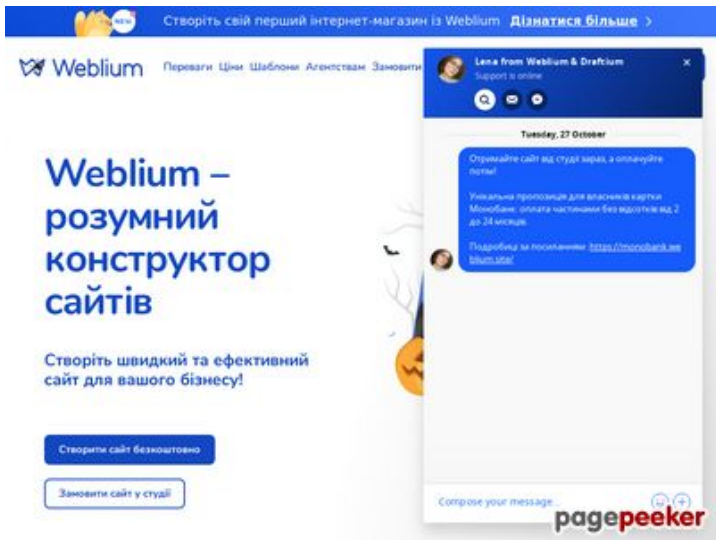 NEW Створіть свій перший інтернет-магазин із Weblium Дізнатися більше >
Weblium Переваги Ціни Шаблони Агентствам Замовити
Weblium –
розумний
конструктор
сайтів
Створіть швидкий та ефективний
сайт для вашого бізнесу!
Створити сайт безкоштовно
Замовити сайт у студії
Lena from Weblium & Draftium
Support is online
Tuesday, 27 October
Отримайте сайт від студії зараз, а оплачуйте
потім!
Унікальна пропозиція для власників картки
Монобанк: оплата частинами без відсотків від 2
до 24 місяців.
Подробиці за посиланням: https://monobank.we
blium.site/
Compose your message...
pagepeeker